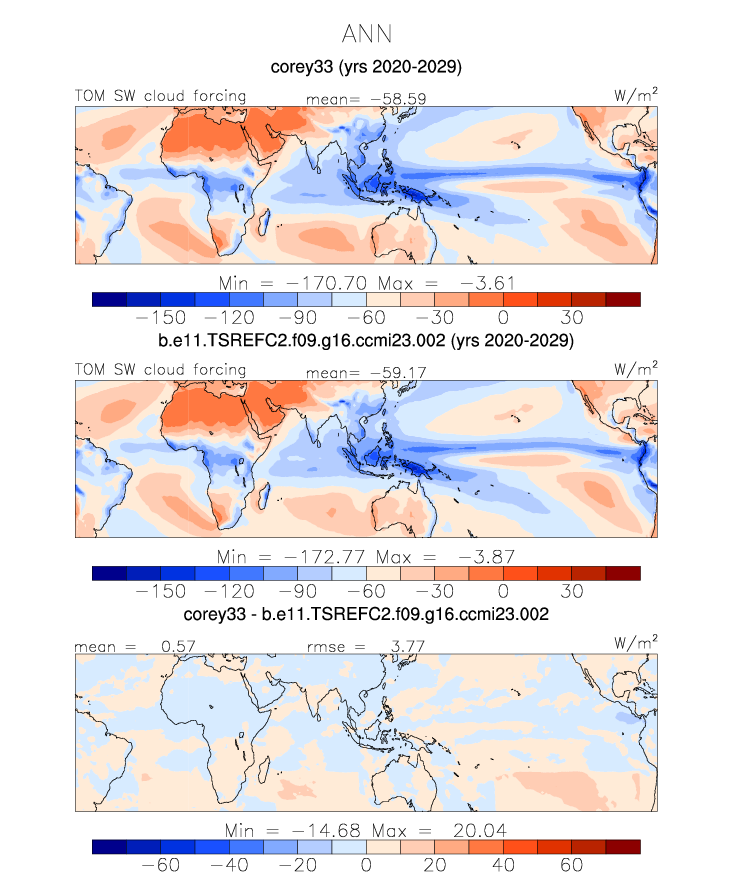 ANN
corey33 (yrs 2020-2029)
TOM SW cloud forcing mean= −58.59 W/m²
Min = −170.70 Max = −3.61
−150 −120 −90 −60 −30 0 30
b.e11.TSREFC2.f09.g16.ccmi23.002 (yrs 2020-2029)
TOM SW cloud forcing mean= −59.17 W/m²
Min = −172.77 Max = −3.87
−150 −120 −90 −60 −30 0 30
corey33 - b.e11.TSREFC2.f09.g16.ccmi23.002
mean = 0.57 rmse = 3.77 W/m²
Min = −14.68 Max = 20.04
−60 −40 −20 0 20 40 60